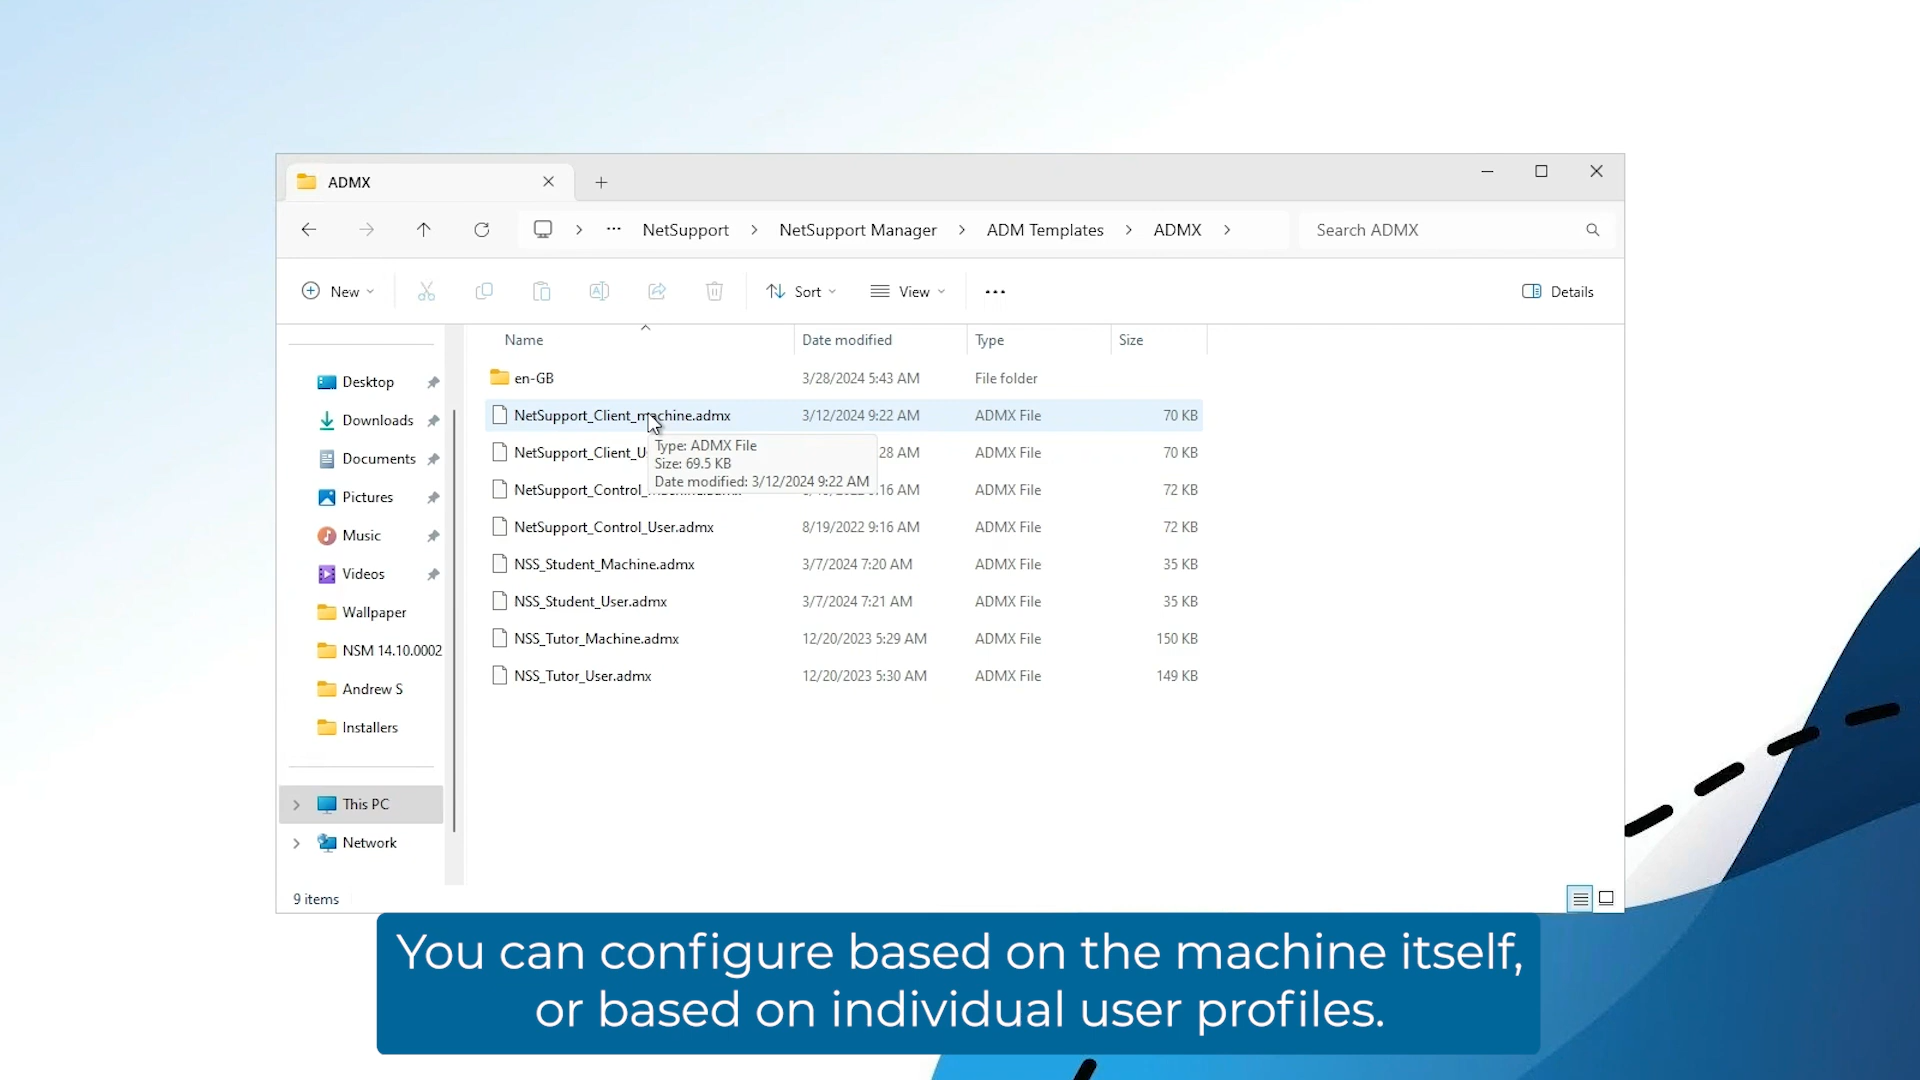 ADMX
NetSupport > NetSupport Manager > ADM Templates > ADMX >
Search ADMX
New
Sort
View
Details
Name
Date modified
Type
Size
en-GB 3/28/2024 5:43 AM File folder
NetSupport_Client_machine.admx 3/12/2024 9:22 AM ADMX File 70 KB
NetSupport_Client_U 28 AM ADMX File 70 KB
NetSupport_Control_ 16 AM ADMX File 72 KB
NetSupport_Control_User.admx 8/19/2022 9:16 AM ADMX File 72 KB
NSS_Student_Machine.admx 3/7/2024 7:20 AM ADMX File 35 KB
NSS_Student_User.admx 3/7/2024 7:21 AM ADMX File 35 KB
NSS_Tutor_Machine.admx 12/20/2023 5:29 AM ADMX File 150 KB
NSS_Tutor_User.admx 12/20/2023 5:30 AM ADMX File 149 KB
Type: ADMX File
Size: 69.5 KB
Date modified: 3/12/2024 9:22 AM
Desktop
Downloads
Documents
Pictures
Music
Videos
Wallpaper
NSM 14.10.0002
Andrew S
Installers
This PC
Network
9 items
You can configure based on the machine itself,
or based on individual user profiles.